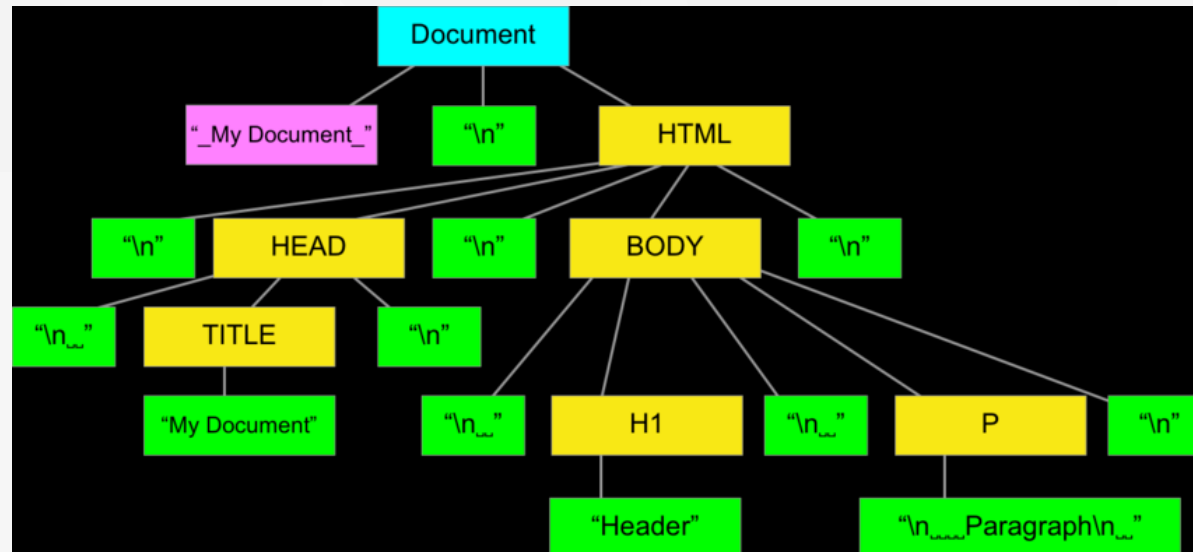 Document
“_My Document_”
“\n”
HTML
“\n”
HEAD
“\n”
BODY
“\n”
“\n␣␣”
TITLE
“\n”
“My Document”
“\n␣␣”
H1
“\n␣␣”
P
“\n”
“Header”
“\n␣␣␣␣Paragraph\n␣␣”